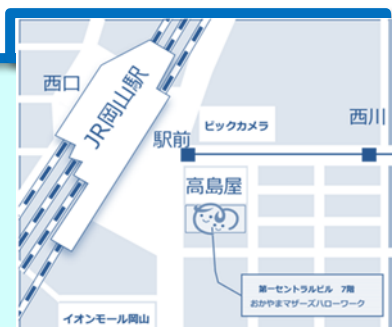 西口
JR岡山駅
ビックカメラ
西川
駅前
高島屋
第一セントラルビル 7階
おかやまマザーズハローワーク
イオンモール岡山